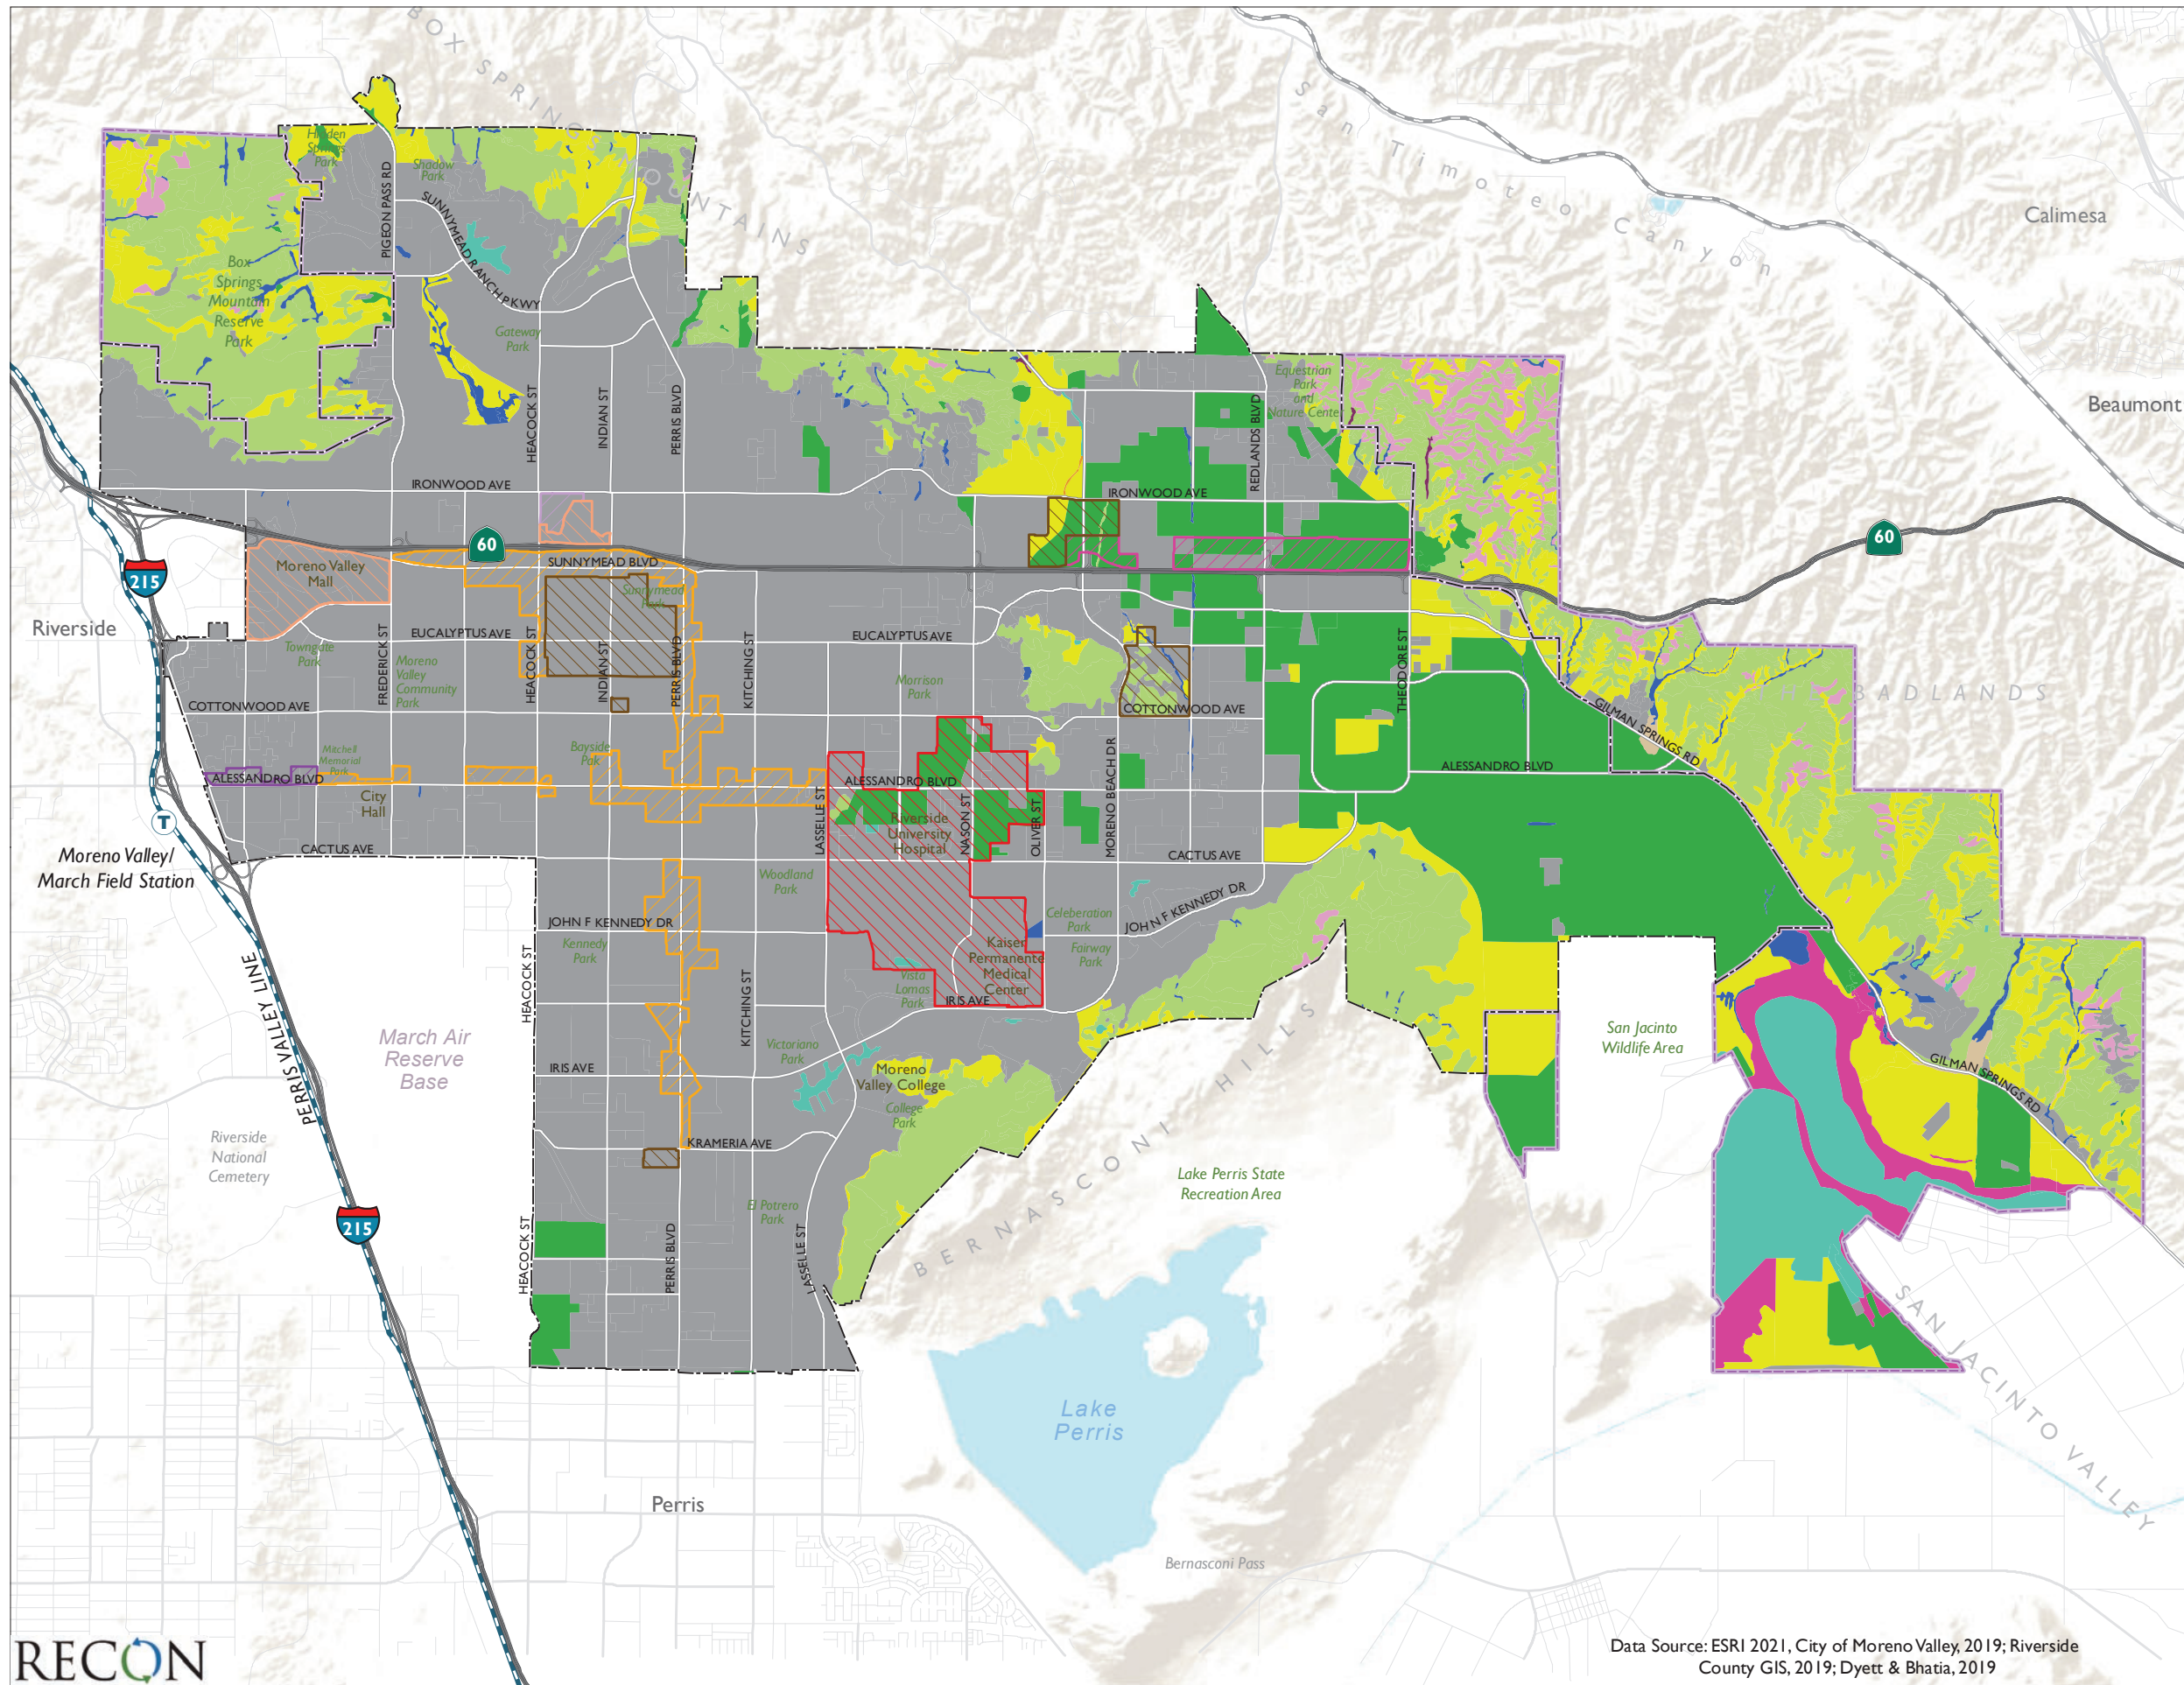 BOX SPRINGS
MOUNTAINS
San Timoteo Canyon
Calimesa
Beaumont
Hidden
Springs
Park
Shadow
Park
PIGEON PASS RD
SUNNYMEAD RANCH PKWY
Box
Springs
Mountain
Reserve
Park
Gateway
Park
HEACOCK ST
INDIAN ST
PERRIS BLVD
Equestrian
Park
and
Nature Center
REDLANDS BLVD
IRONWOOD AVE
IRONWOOD AVE
60
60
215
SUNNYMEAD BLVD
Moreno Valley
Mall
Sunnymead
Park
Riverside
EUCALYPTUS AVE
EUCALYPTUS AVE
Towngate
Park
FREDERICK ST
Moreno
Valley
Community
Park
HEACOCK ST
INDIAN ST
PERRIS BLVD
KITCHING ST
Morrison
Park
THEODORE ST
BADLANDS
COTTONWOOD AVE
COTTONWOOD AVE
GILMAN SPRINGS RD
Mitchell
Memorial
Park
Bayside
Pak
ALESSANDRO BLVD
ALESSANDRO BLVD
ALESSANDRO BLVD
City
Hall
LASSELLE ST
Riverside
University
Hospital
NASON ST
OLIVER ST
MORENO BEACH DR
T
Moreno Valley/
March Field Station
CACTUS AVE
CACTUS AVE
Woodland
Park
JOHN F KENNEDY DR
JOHN F KENNEDY DR
Celeberation
Park
Kennedy
Park
Kaiser
Permanente
Medical
Center
Fairway
Park
HEACOCK ST
KITCHING ST
Vista
Lomas
Park
IRIS AVE
PERRIS VALLEY LINE
March Air
Reserve
Base
San Jacinto
Wildlife Area
Victoriano
Park
IRIS AVE
Moreno
Valley College
College
Park
GILMAN SPRINGS RD
Riverside
National
Cemetery
KRAMERIA AVE
BERNASCONI HILLS
Lake Perris State
Recreation Area
El Potrero
Park
215
HEACOCK ST
PERRIS BLVD
LASSELLE ST
SAN JACINTO VALLEY
Lake
Perris
Perris
Bernasconi Pass
RECON
Data Source: ESRI 2021, City of Moreno Valley, 2019; Riverside
County GIS, 2019; Dyett & Bhatia, 2019